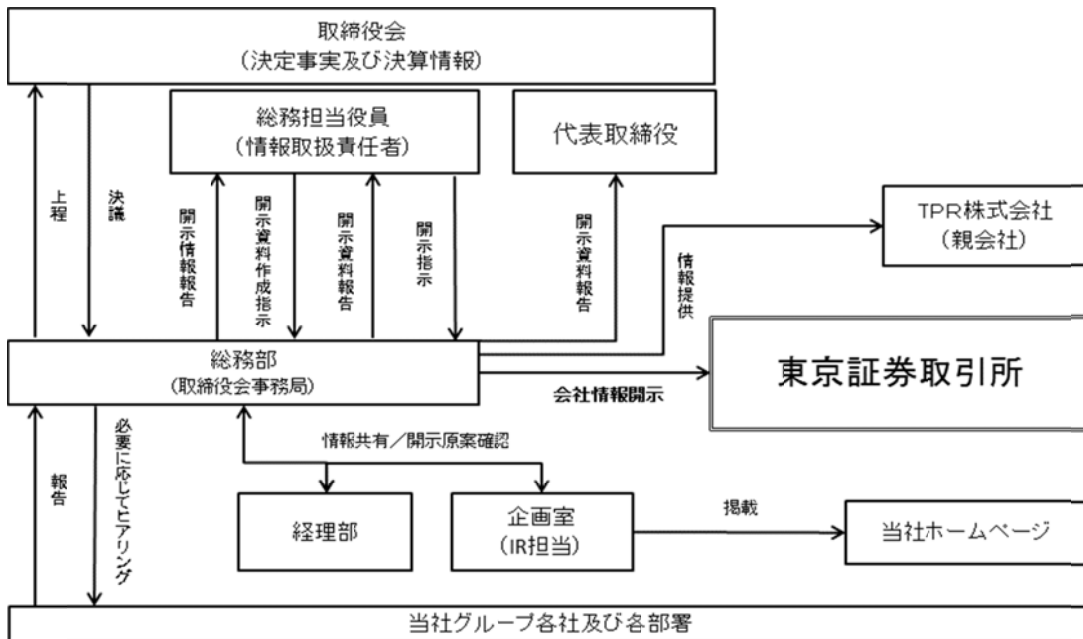 取締役会
（決定事実及び決算情報）
総務担当役員
（情報取扱責任者）
代表取締役
上程
決議
開示情報報告
開示資料作成指示
開示資料報告
開示指示
開示資料報告
情報提供
TPR株式会社
（親会社）
総務部
（取締役会事務局）
会社情報開示
東京証券取引所
報告
必要に応じてヒアリング
情報共有／開示原案確認
経理部
企画室
（IR担当）
掲載
当社ホームページ
当社グループ各社及び各部署